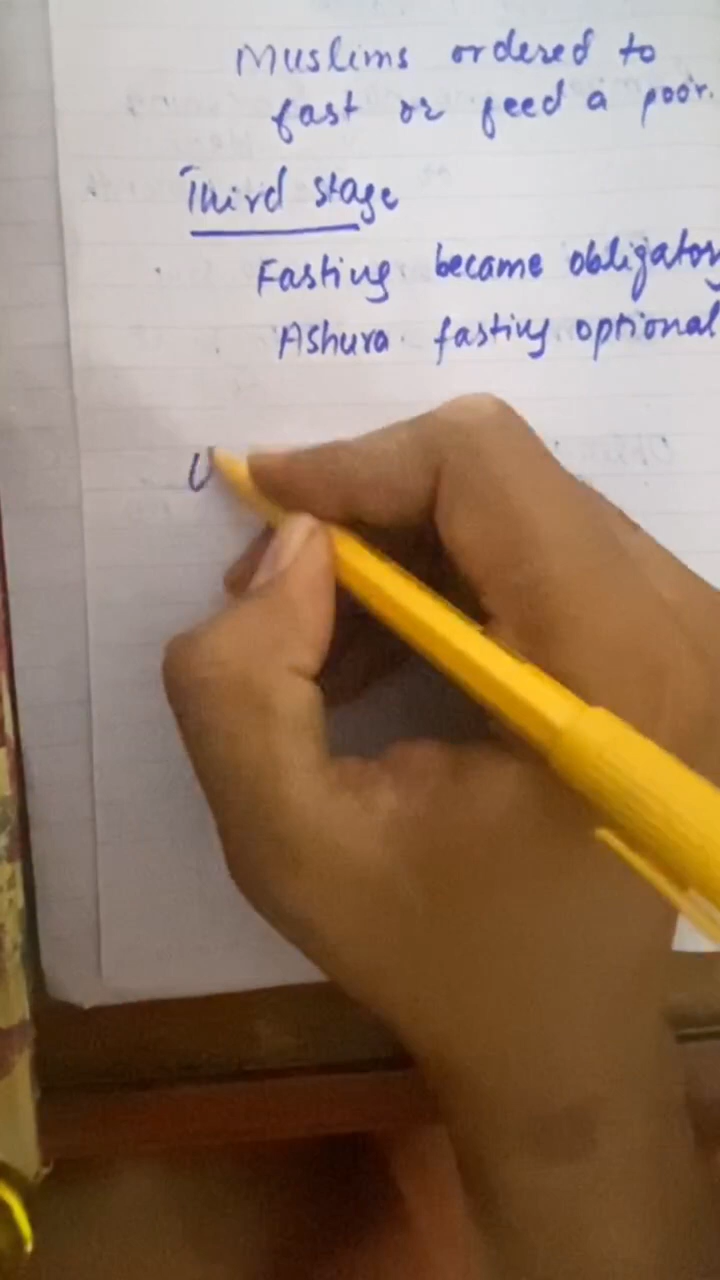 Muslims ordered to
fast or feed a poor.
Third stage
Fasting became obligatory
Ashura fasting optional